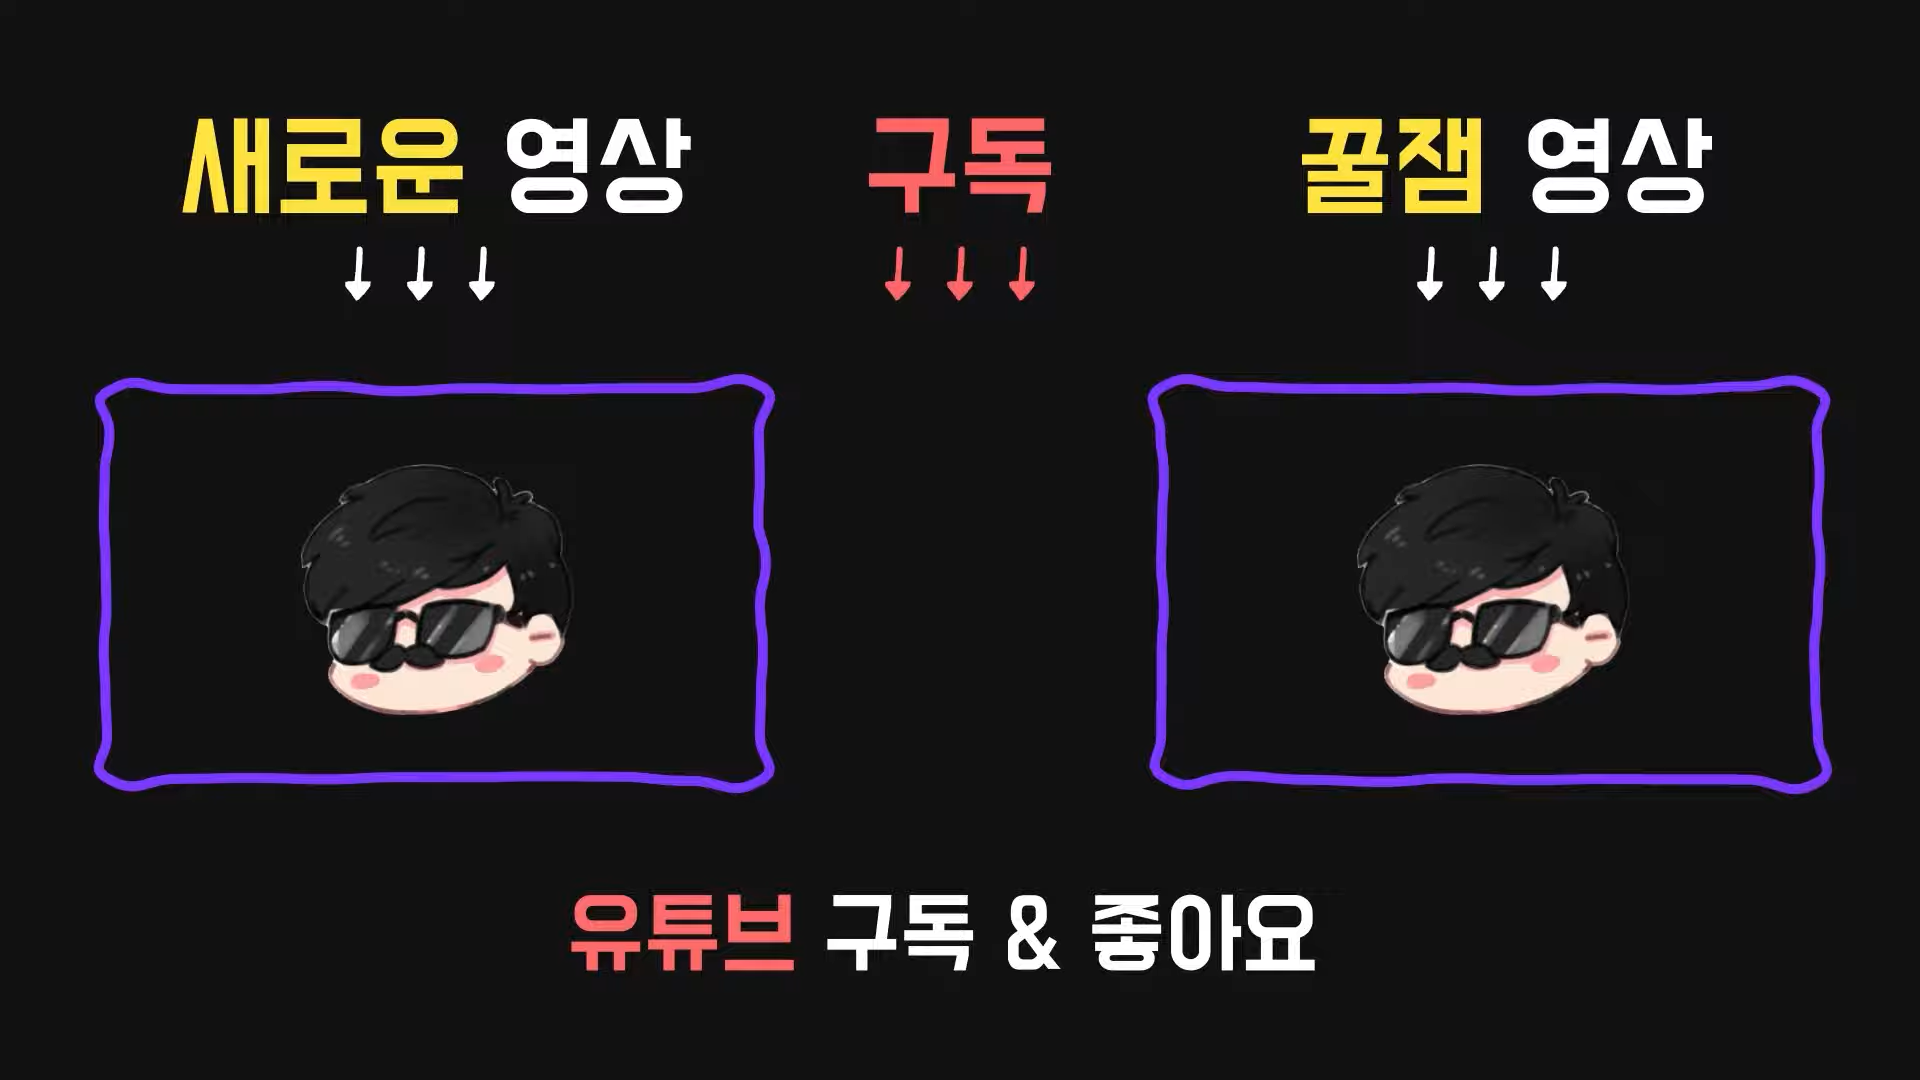 새로운 영상
구독
꿀잼 영상
유튜브 구독 & 좋아요